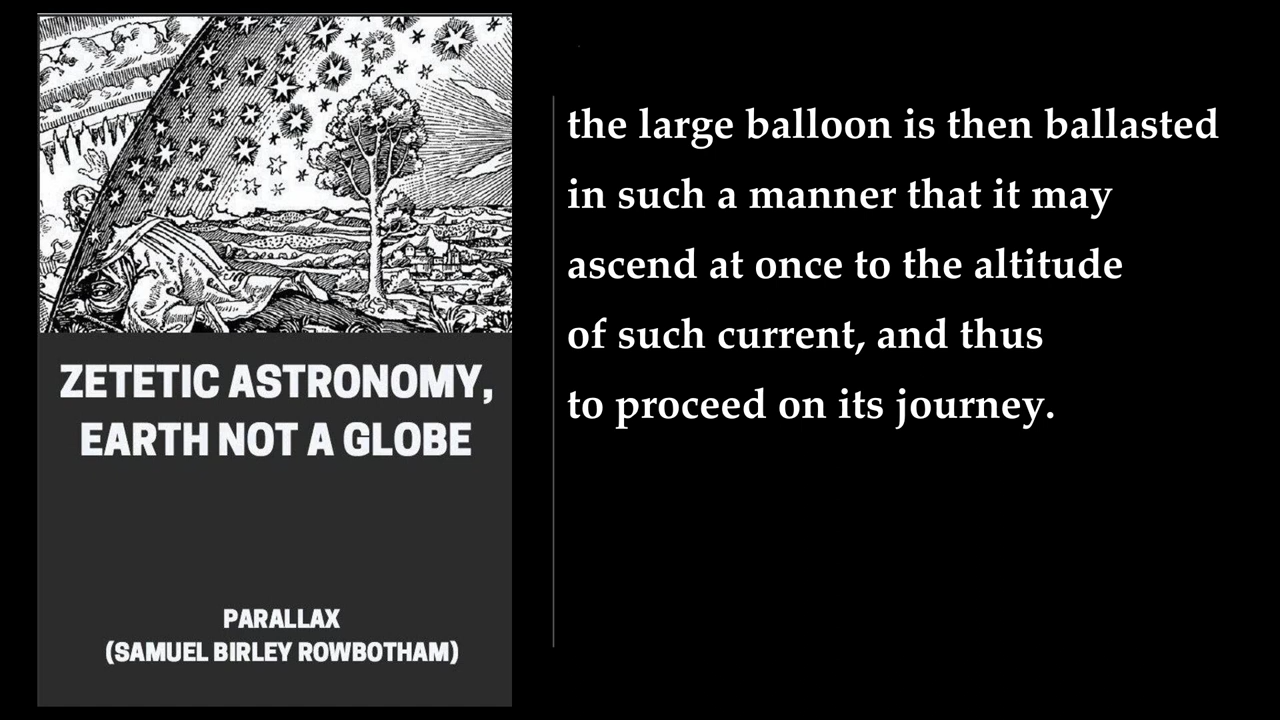 ZETETIC ASTRONOMY,
EARTH NOT A GLOBE
PARALLAX
(SAMUEL BIRLEY ROWBOTHAM)
the large balloon is then ballasted
in such a manner that it may
ascend at once to the altitude
of such current, and thus
to proceed on its journey.